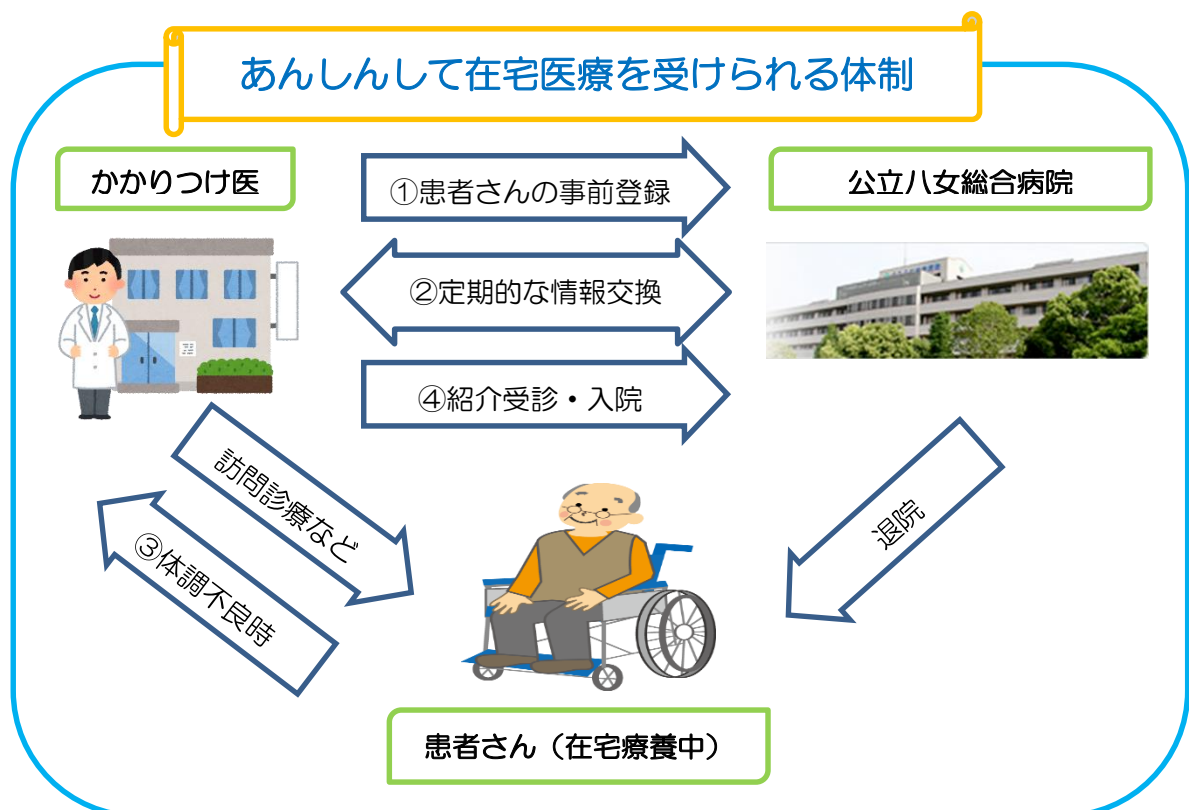 あんしんして在宅医療を受けられる体制
かかりつけ医
①患者さんの事前登録
公立八女総合病院
②定期的な情報交換
④紹介受診・入院
訪問診療など
③体調不良時
退院
患者さん（在宅療養中）